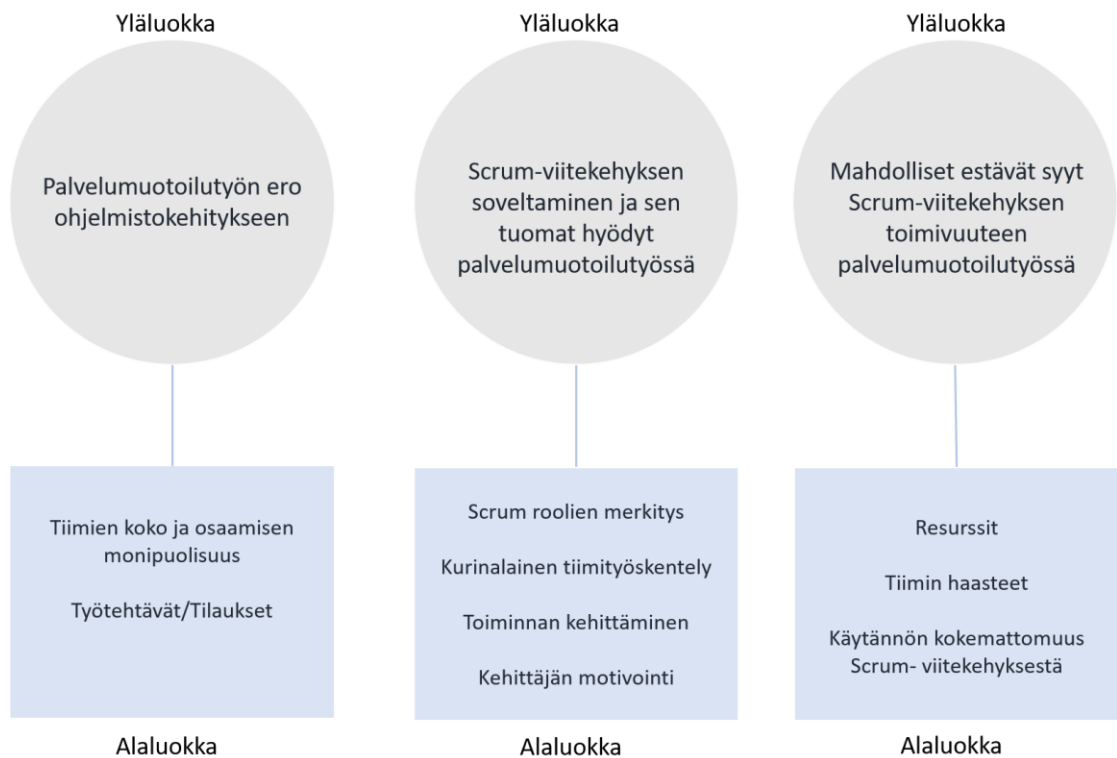 Yläluokka
Palvelumuotoilutyön ero
ohjelmistokehitykseen
Tiimien koko ja osaamisen
monipuolisuus
Työtehtävät/Tilaukset
Alaluokka
Yläluokka
Scrum-viitekehyksen
soveltaminen ja sen
tuomat hyödyt
palvelumuotoilutyössä
Scrum roolien merkitys
Kurinalainen tiimityöskentely
Toiminnan kehittäminen
Kehittäjän motivointi
Alaluokka
Yläluokka
Mahdolliset estävät syyt
Scrum-viitekehyksen
toimivuuteen
palvelumuotoilutyössä
Resurssit
Tiimin haasteet
Käytännön kokemattomuus
Scrum- viitekehyksestä
Alaluokka